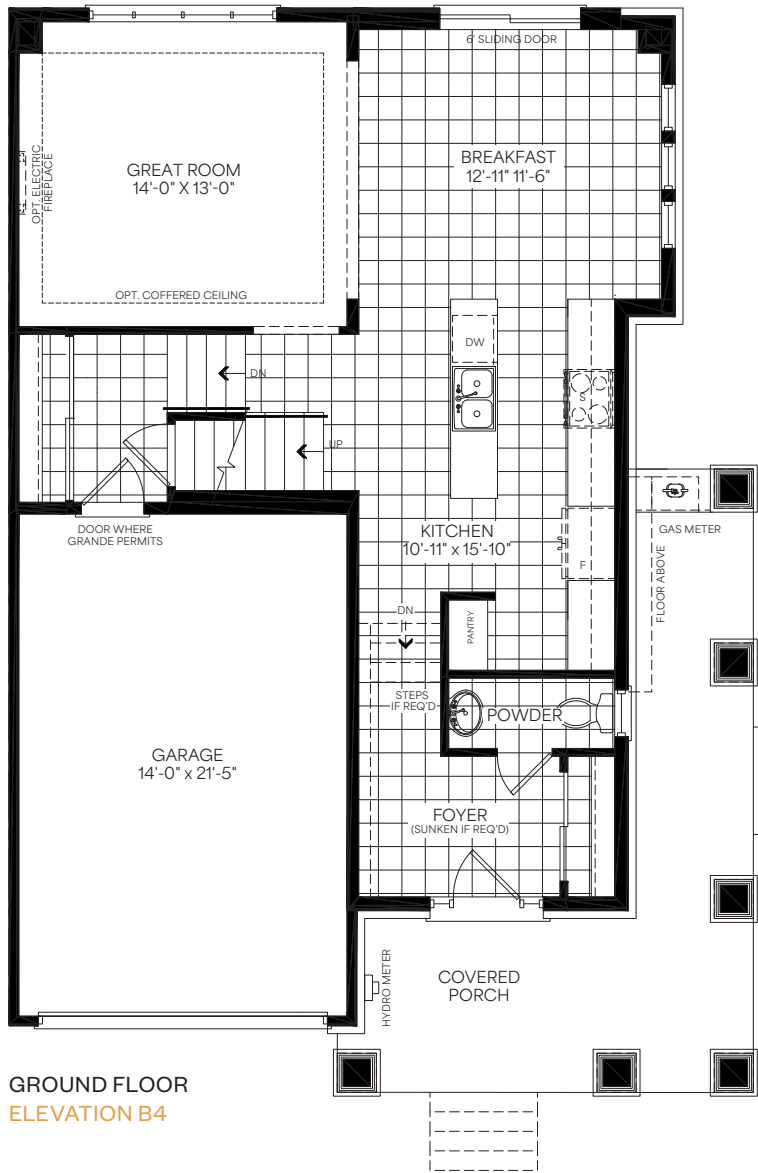 6' SLIDING DOOR
GREAT ROOM
14'-0" X 13'-0"
BREAKFAST
12'-11" 11'-6"
OPT. ELECTRIC
FIREPLACE
OPT. COFFERED CEILING
DW
DN
S
UP
DOOR WHERE
GRANDE PERMITS
KITCHEN
10'-11" x 15'-10"
GAS METER
F
FLOOR ABOVE
DN
PANTRY
STEPS
IF REQ'D
POWDER
GARAGE
14'-0" x 21'-5"
FOYER
(SUNKEN IF REQ'D)
HYDRO METER
COVERED
PORCH
GROUND FLOOR
ELEVATION B4